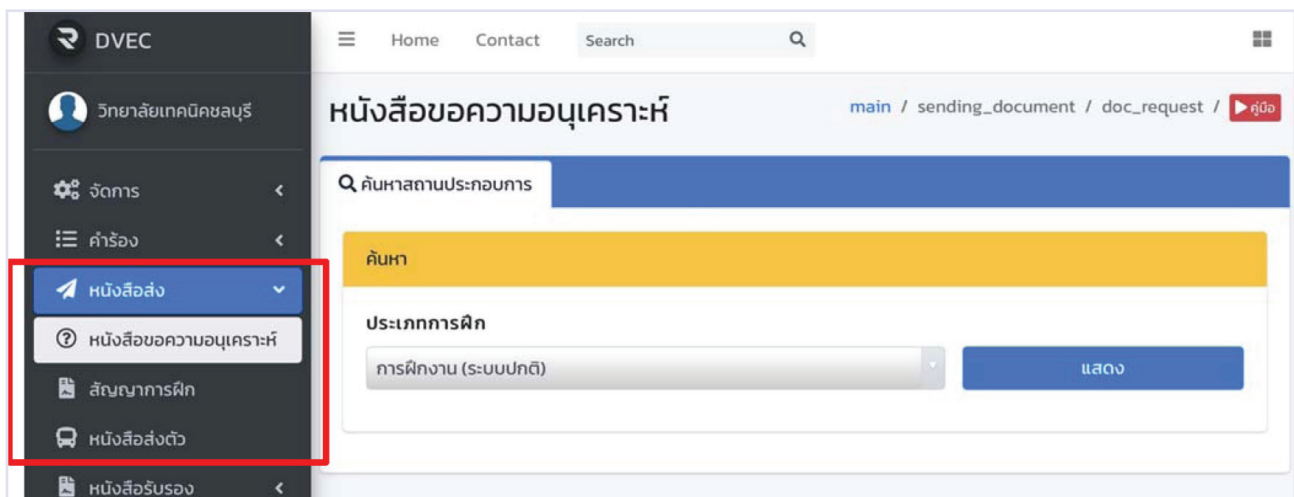 DVEC
Home Contact Search
วิทยาลัยเทคนิคชลบุรี
หนังสือขอความอนุเคราะห์
main / sending_document / doc_request / คู่มือ
จัดการ
คำร้อง
หนังสือส่ง
หนังสือขอความอนุเคราะห์
สัญญาการฝึก
หนังสือส่งตัว
หนังสือรับรอง
ค้นหาสถานประกอบการ
ค้นหา
ประเภทการฝึก
การฝึกงาน (ระบบปกติ)
แสดง